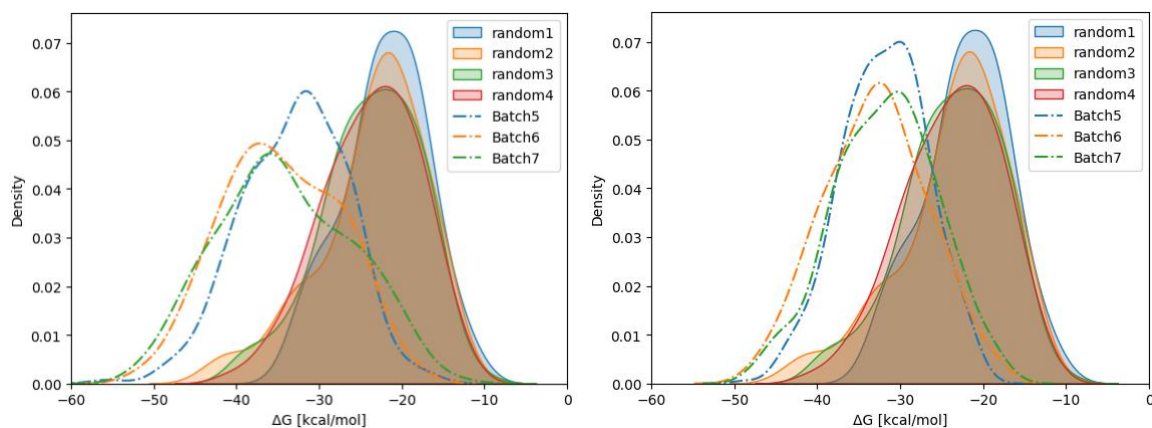 0.07
0.06
0.05
0.04
0.03
0.02
0.01
0.00
Density
−60
−50
−40
−30
−20
−10
0
ΔG [kcal/mol]
random1
random2
random3
random4
Batch5
Batch6
Batch7
0.07
0.06
0.05
0.04
0.03
0.02
0.01
0.00
Density
−60
−50
−40
−30
−20
−10
0
ΔG [kcal/mol]
random1
random2
random3
random4
Batch5
Batch6
Batch7